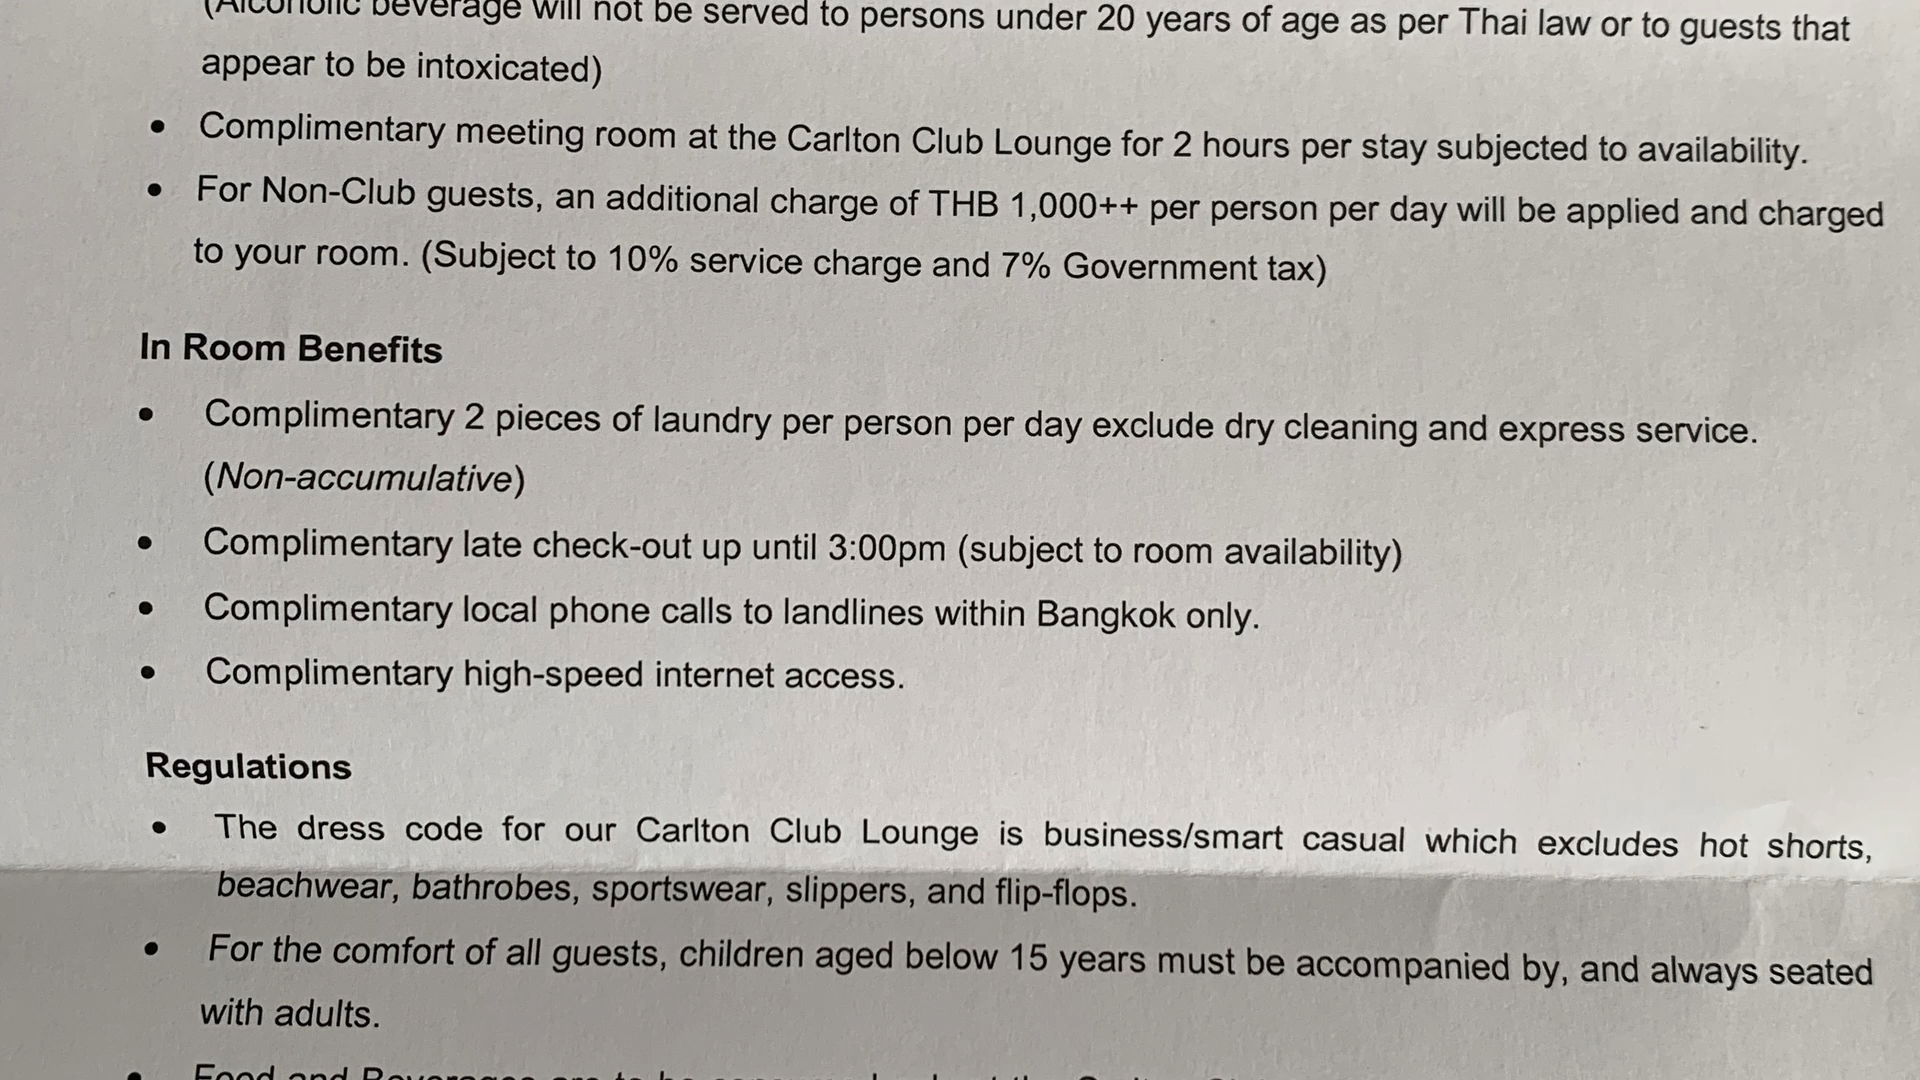 (Alcoholic beverage will not be served to persons under 20 years of age as per Thai law or to guests that
appear to be intoxicated)
• Complimentary meeting room at the Carlton Club Lounge for 2 hours per stay subjected to availability.
• For Non-Club guests, an additional charge of THB 1,000++ per person per day will be applied and charged
to your room. (Subject to 10% service charge and 7% Government tax)
In Room Benefits
• Complimentary 2 pieces of laundry per person per day exclude dry cleaning and express service.
(Non-accumulative)
• Complimentary late check-out up until 3:00pm (subject to room availability)
• Complimentary local phone calls to landlines within Bangkok only.
• Complimentary high-speed internet access.
Regulations
• The dress code for our Carlton Club Lounge is business/smart casual which excludes hot shorts,
beachwear, bathrobes, sportswear, slippers, and flip-flops.
• For the comfort of all guests, children aged below 15 years must be accompanied by, and always seated
with adults.
• Food and Beverages are to be